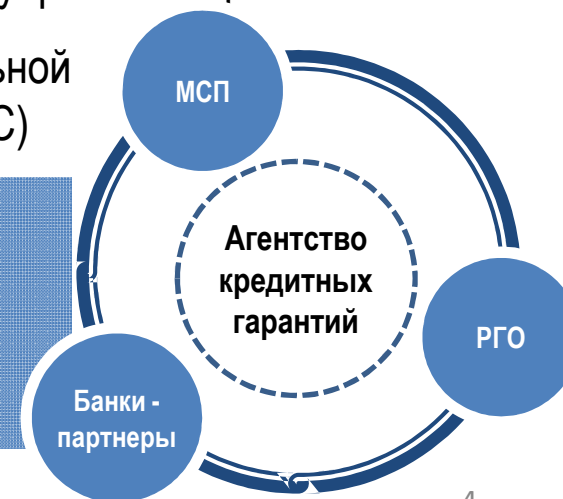 ьной
С)
МСП
Агентство
кредитных
гарантий
РГО
Банки -
партнеры